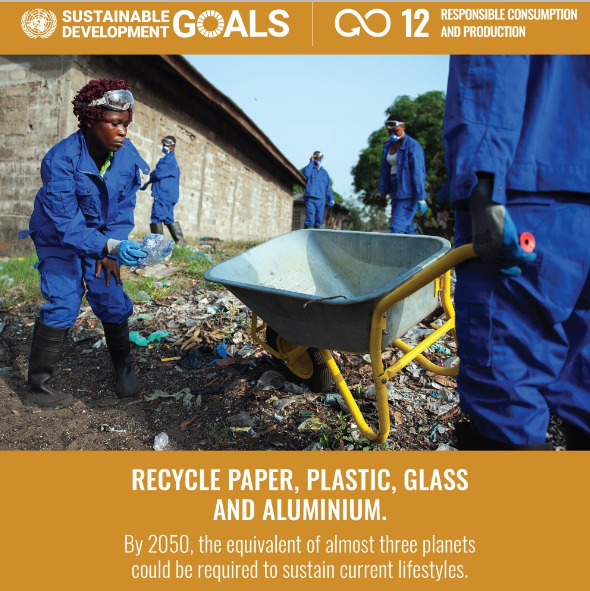 SUSTAINABLE
DEVELOPMENT
GOALS
12
RESPONSIBLE CONSUMPTION
AND PRODUCTION
RECYCLE PAPER, PLASTIC, GLASS
AND ALUMINIUM.
By 2050, the equivalent of almost three planets
could be required to sustain current lifestyles.